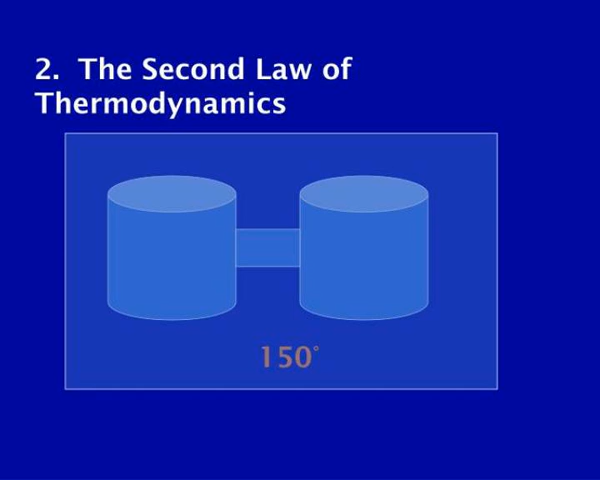 2. The Second Law of
Thermodynamics
150°